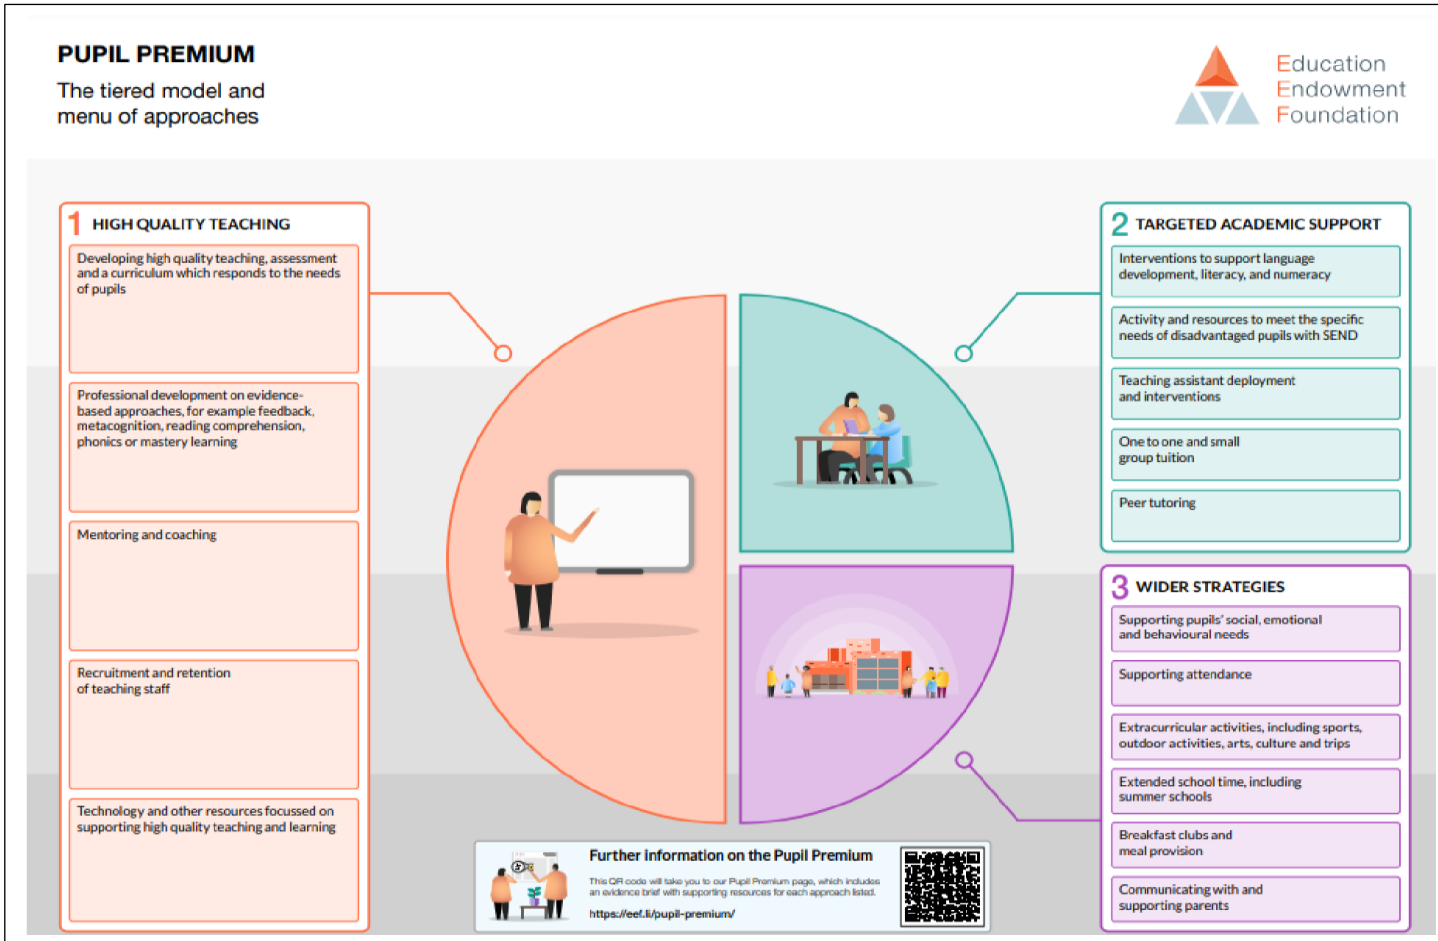 PUPIL PREMIUM
The tiered model and
menu of approaches
Education
Endowment
Foundation
1 HIGH QUALITY TEACHING
Developing high quality teaching, assessment
and a curriculum which responds to the needs
of pupils
Professional development on evidence-
based approaches, for example feedback,
metacognition, reading comprehension,
phonics or mastery learning
Mentoring and coaching
Recruitment and retention
of teaching staff
Technology and other resources focussed on
supporting high quality teaching and learning
2 TARGETED ACADEMIC SUPPORT
Interventions to support language
development, literacy, and numeracy
Activity and resources to meet the specific
needs of disadvantaged pupils with SEND
Teaching assistant deployment
and interventions
One to one and small
group tuition
Peer tutoring
3 WIDER STRATEGIES
Supporting pupils' social, emotional
and behavioural needs
Supporting attendance
Extracurricular activities, including sports,
outdoor activities, arts, culture and trips
Extended school time, including
summer schools
Breakfast clubs and
meal provision
Communicating with and
supporting parents
Further information on the Pupil Premium
This QR code will take you to our Pupil Premium page, which includes
an evidence brief with supporting resources for each approach listed.
https://eef.li/pupil-premium/